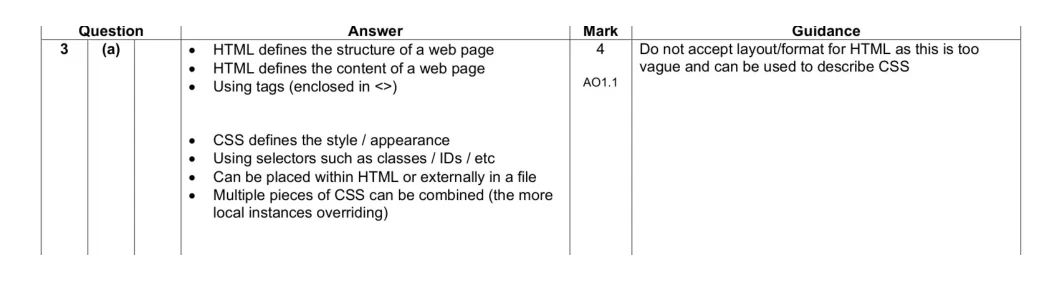 Question Answer Mark Guidance
3 (a) • HTML defines the structure of a web page 4 Do not accept layout/format for HTML as this is too
• HTML defines the content of a web page vague and can be used to describe CSS
• Using tags (enclosed in <>) AO1.1
• CSS defines the style / appearance
• Using selectors such as classes / IDs / etc
• Can be placed within HTML or externally in a file
• Multiple pieces of CSS can be combined (the more
local instances overriding)